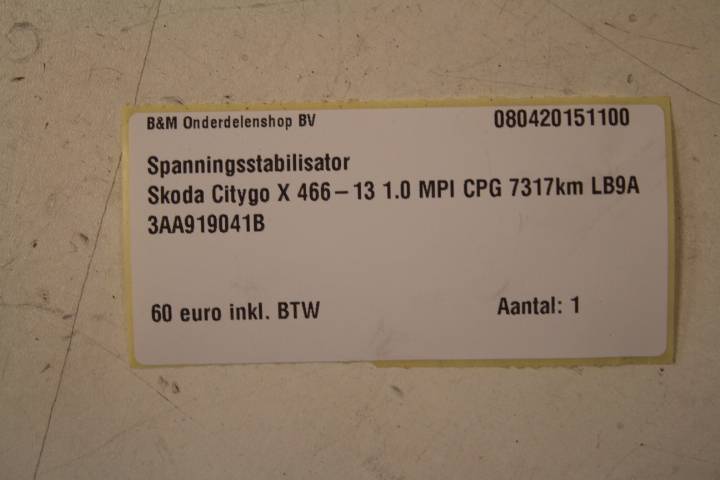 B&M Onderdelenshop BV 080420151100
Spanningsstabilisator
Skoda Citygo X 466-13 1.0 MPI CPG 7317km LB9A
3AA919041B
60 euro inkl. BTW Aantal: 1